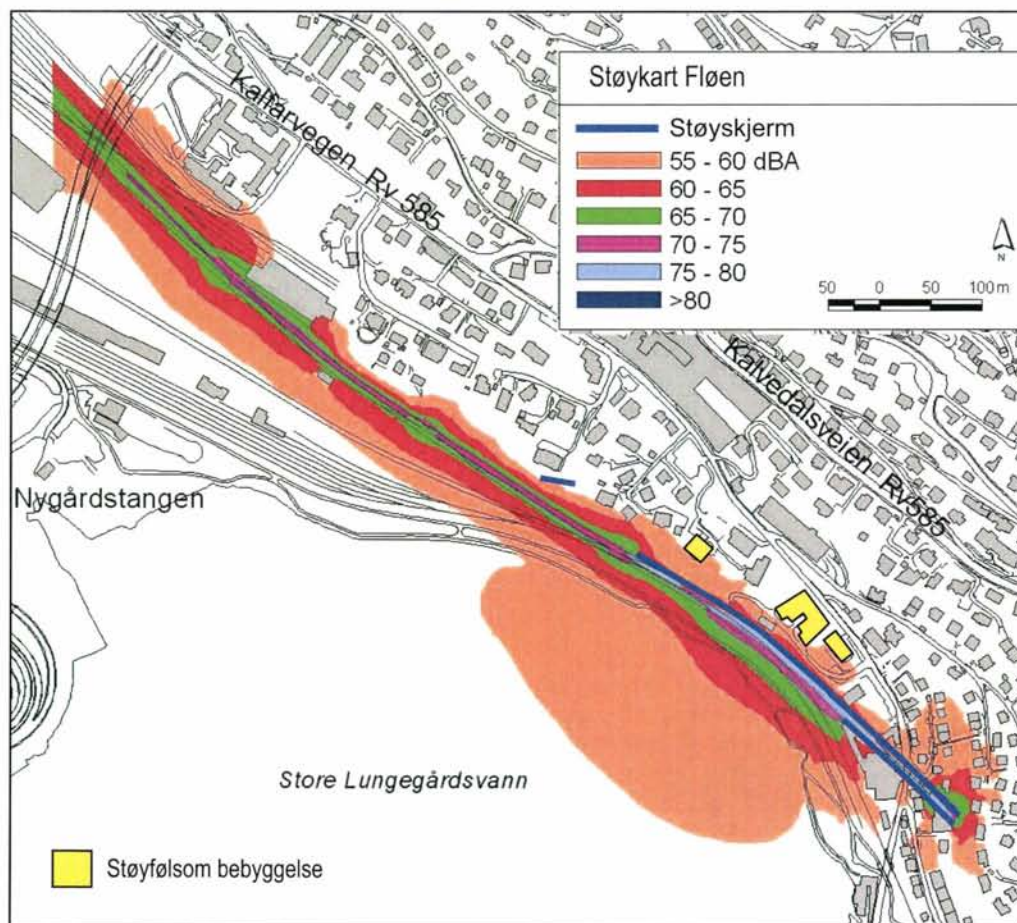 Støykart Fløen
Støyskjerm
55 - 60 dBA
60 - 65
65 - 70
70 - 75
75 - 80
>80
N
50 0 50 100 m
Kalfarvegen Rv 585
Kalvedalsveien Rv585
Nygårdstangen
Store Lungegårdsvann
Støyfølsom bebyggelse